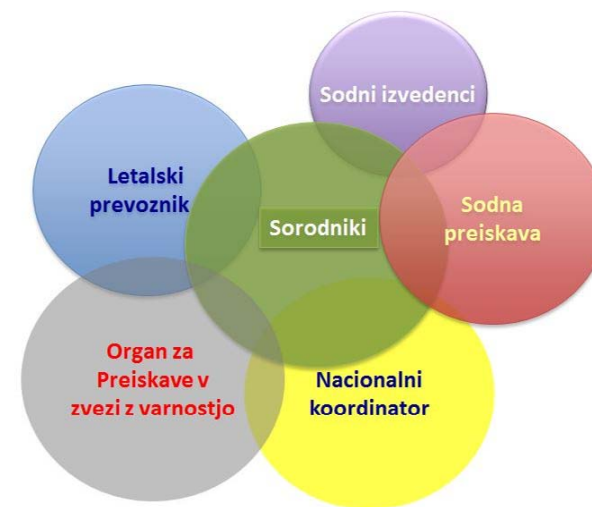 Sodni izvedenci
Letalski
prevoznik
Sorodniki
Sodna
preiskava
Organ za
Preiskave v
zvezi z varnostjo
Nacionalni
koordinator